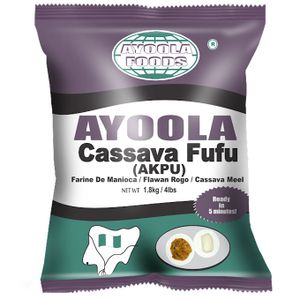 AYOOLA
FOODS
®
AYOOLA
Cassava Fufu
(AKPU)
Farine De Manioca / Flawan Rogo / Cassava Meel
NET WT 1.8kg / 4lbs
Ready in
5 minutes!